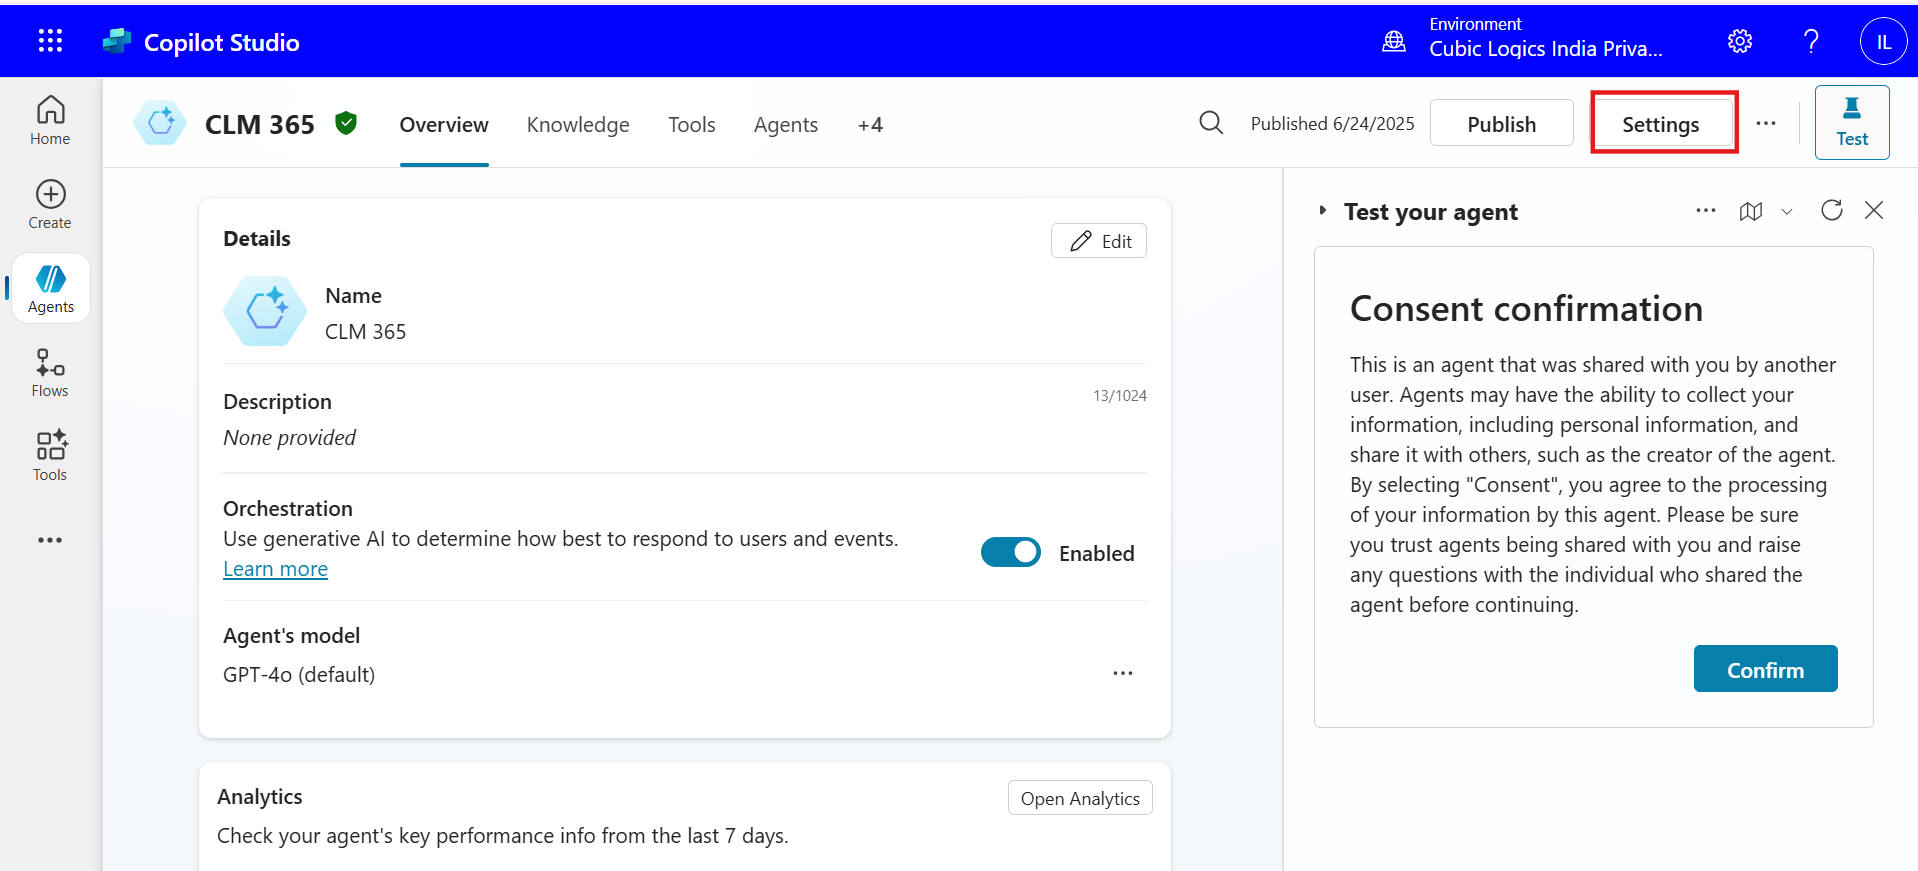 Copilot Studio
Environment
Cubic Logics India Priva...
IL
Home
Create
Agents
Flows
Tools
CLM 365
Overview
Knowledge
Tools
Agents
+4
Published 6/24/2025
Publish
Settings
Test
Details
Edit
Name
CLM 365
Description
13/1024
None provided
Orchestration
Use generative AI to determine how best to respond to users and events.
Learn more
Enabled
Agent's model
GPT-4o (default)
Analytics
Open Analytics
Check your agent's key performance info from the last 7 days.
Test your agent
Consent confirmation
This is an agent that was shared with you by another
user. Agents may have the ability to collect your
information, including personal information, and
share it with others, such as the creator of the agent.
By selecting "Consent", you agree to the processing
of your information by this agent. Please be sure
you trust agents being shared with you and raise
any questions with the individual who shared the
agent before continuing.
Confirm